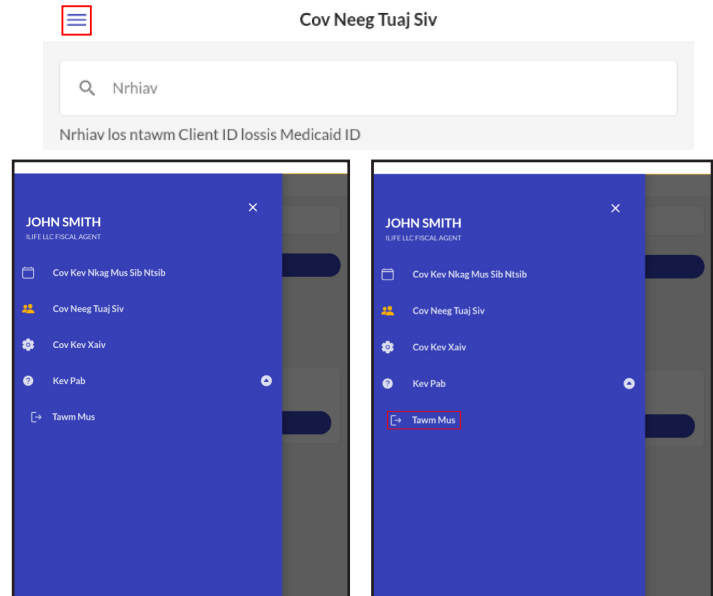 Cov Neeg Tuaj Siv
Nrhiav
Nrhiav los ntawm Client ID lossis Medicaid ID
JOHN SMITH
ILIFE LLC FISCAL AGENT
Cov Kev Nkag Mus Sib Ntsib
Cov Neeg Tuaj Siv
Cov Kev Xaiv
Kev Pab
Tawm Mus
JOHN SMITH
ILIFE LLC FISCAL AGENT
Cov Kev Nkag Mus Sib Ntsib
Cov Neeg Tuaj Siv
Cov Kev Xaiv
Kev Pab
Tawm Mus